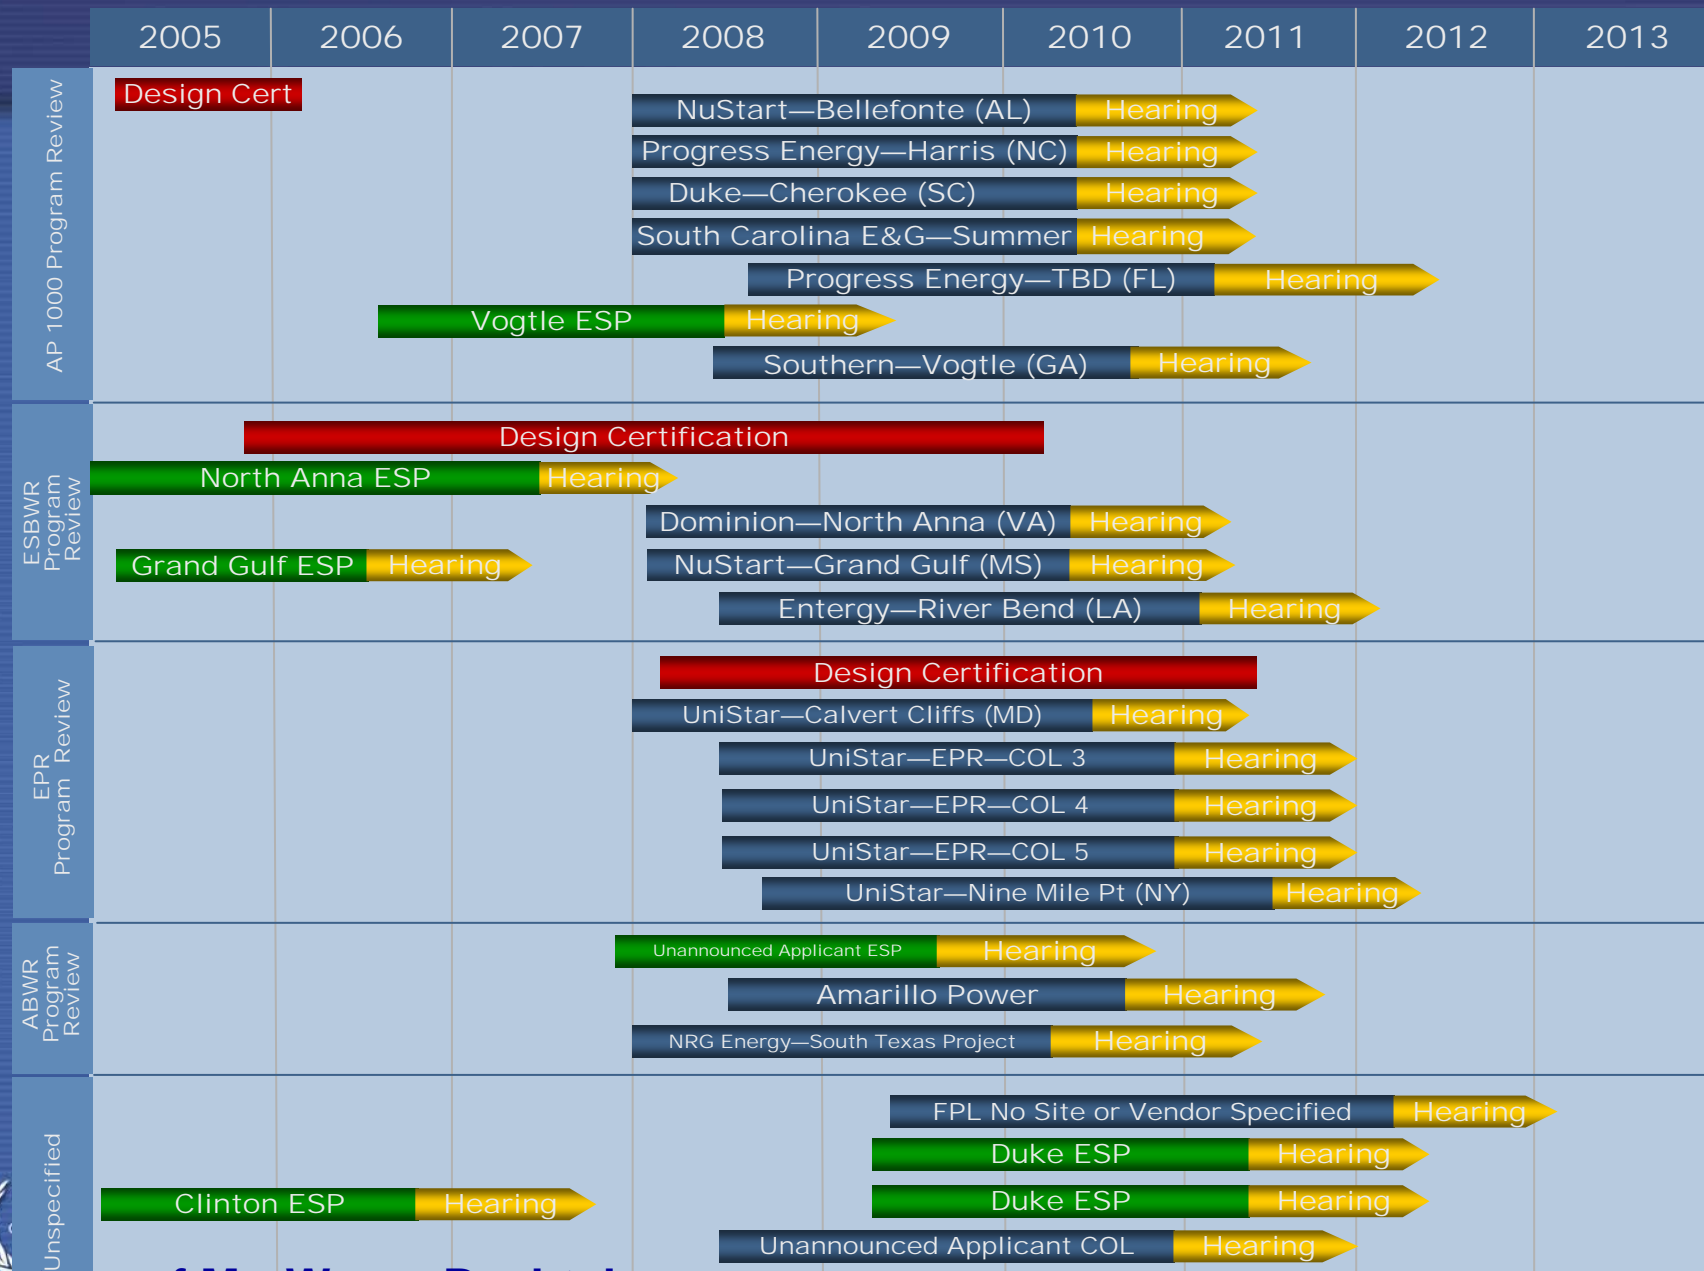 2005 2006 2007 2008 2009 2010 2011 2012 2013
AP 1000 Program Review
Design Cert
NuStart—Bellefonte (AL) Hearing
Progress Energy—Harris (NC) Hearing
Duke—Cherokee (SC) Hearing
South Carolina E&G—Summer Hearing
Progress Energy—TBD (FL) Hearing
Vogtle ESP Hearing
Southern—Vogtle (GA) Hearing
ESBWR
Program
Review
Design Certification
North Anna ESP Hearing
Dominion—North Anna (VA) Hearing
Grand Gulf ESP Hearing NuStart—Grand Gulf (MS) Hearing
Entergy—River Bend (LA) Hearing
EPR
Program Review
Design Certification
UniStar—Calvert Cliffs (MD) Hearing
UniStar—EPR—COL 3 Hearing
UniStar—EPR—COL 4 Hearing
UniStar—EPR—COL 5 Hearing
UniStar—Nine Mile Pt (NY) Hearing
ABWR
Program
Review
Unannounced Applicant ESP Hearing
Amarillo Power Hearing
NRG Energy—South Texas Project Hearing
Unspecified
FPL No Site or Vendor Specified Hearing
Duke ESP Hearing
Clinton ESP Hearing Duke ESP Hearing
Unannounced Applicant COL Hearing